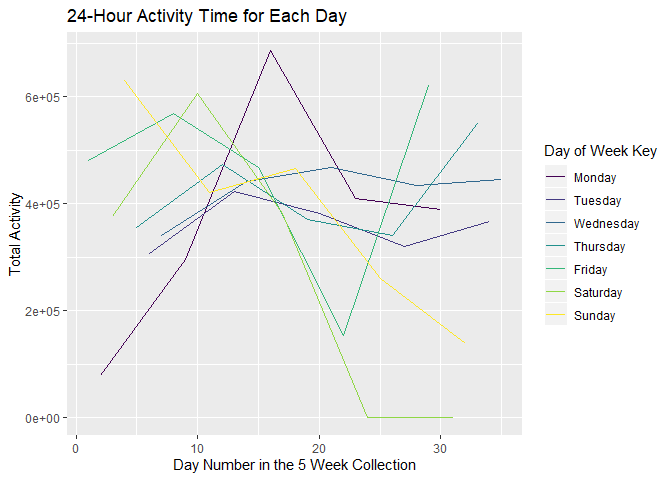 24-Hour Activity Time for Each Day
6e+05
4e+05
2e+05
0e+00
Total Activity
0
10
20
30
Day Number in the 5 Week Collection
Day of Week Key
Monday
Tuesday
Wednesday
Thursday
Friday
Saturday
Sunday